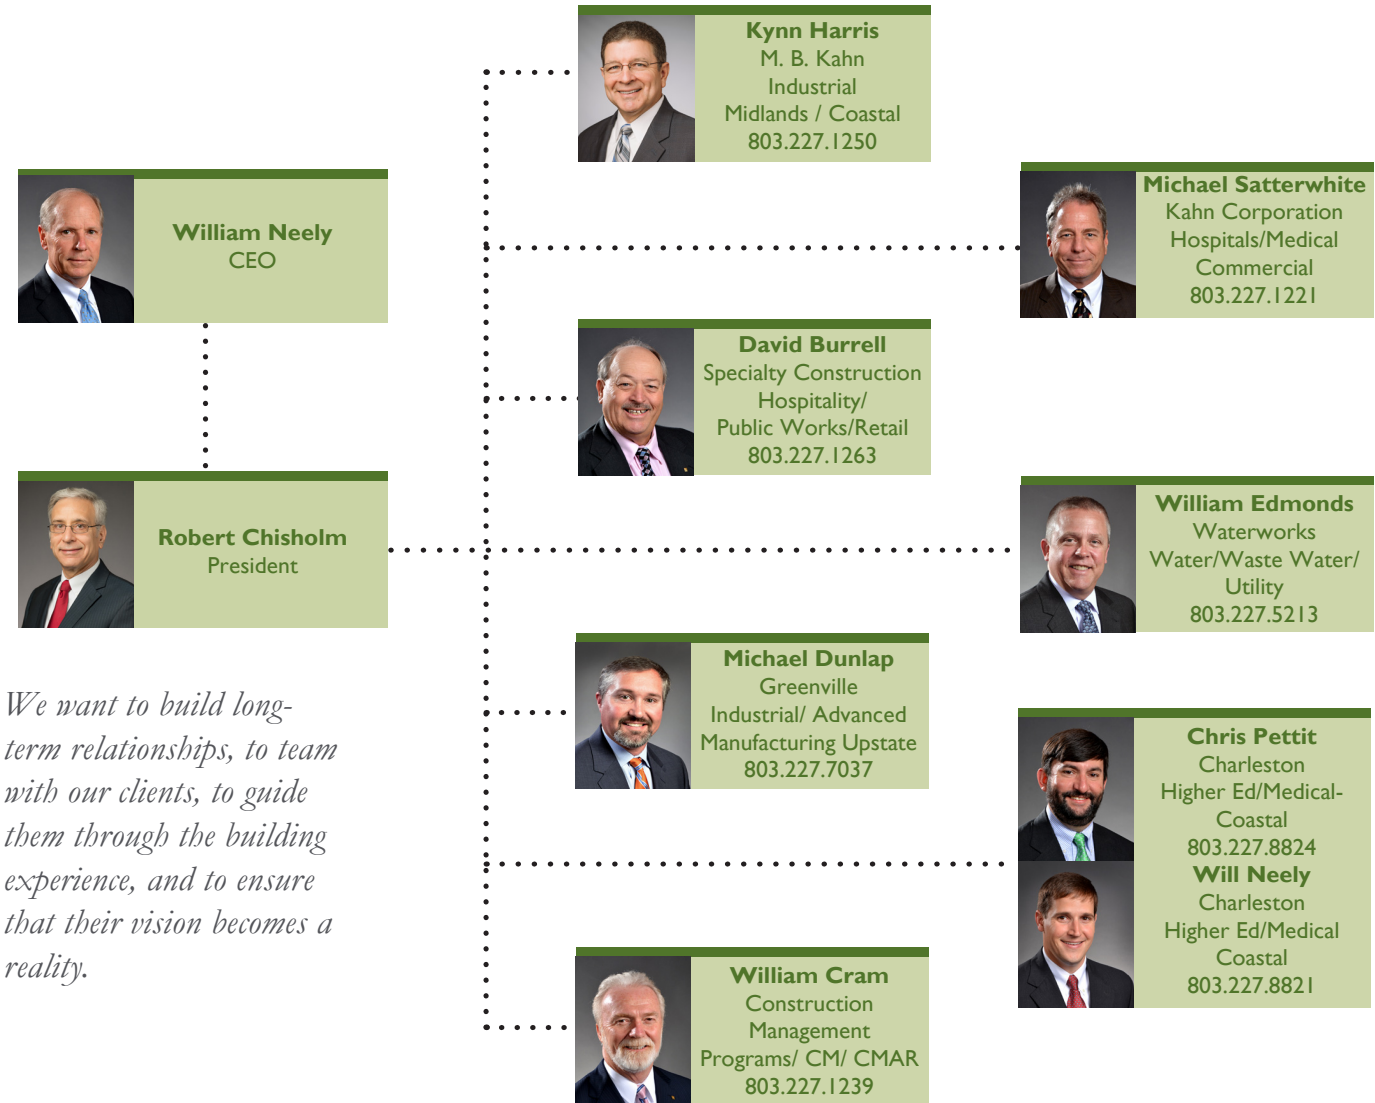 Kynn Harris
M. B. Kahn
Industrial
Midlands / Coastal
803.227.1250
William Neely
CEO
Michael Satterwhite
Kahn Corporation
Hospitals/Medical
Commercial
803.227.1221
David Burrell
Specialty Construction
Hospitality/
Public Works/Retail
803.227.1263
Robert Chisholm
President
William Edmonds
Waterworks
Water/Waste Water/
Utility
803.227.5213
Michael Dunlap
Greenville
Industrial/ Advanced
Manufacturing Upstate
803.227.7037
We want to build long-
term relationships, to team
with our clients, to guide
them through the building
experience, and to ensure
that their vision becomes a
reality.
Chris Pettit
Charleston
Higher Ed/Medical-
Coastal
803.227.8824
Will Neely
Charleston
Higher Ed/Medical
Coastal
803.227.8821
William Cram
Construction
Management
Programs/ CM/ CMAR
803.227.1239